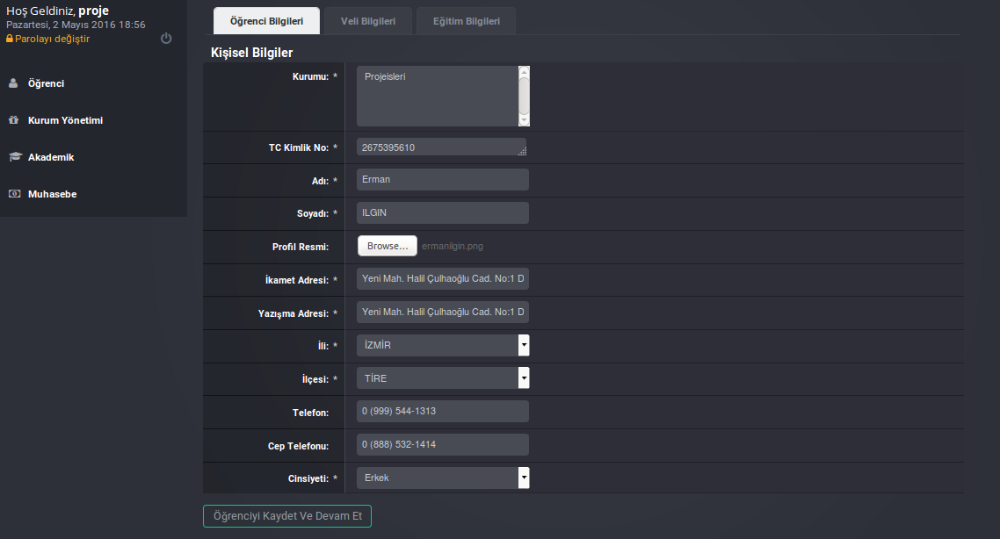 Hoş Geldiniz, proje
Pazartesi, 2 Mayıs 2016 18:56
Parolayı değiştir
Öğrenci
Kurum Yönetimi
Akademik
Muhasebe
Öğrenci Bilgileri
Veli Bilgileri
Eğitim Bilgileri
Kişisel Bilgiler
Kurumu: * Projeisleri
TC Kimlik No: * 2675395610
Adı: * Erman
Soyadı: * ILGIN
Profil Resmi: Browse... ermanilgin.png
İkamet Adresi: * Yeni Mah. Halil Çulhaoğlu Cad. No:1 D
Yazışma Adresi: * Yeni Mah. Halil Çulhaoğlu Cad. No:1 D
İli: * İZMİR
İlçesi: * TİRE
Telefon: 0 (999) 544-1313
Cep Telefonu: 0 (888) 532-1414
Cinsiyeti: * Erkek
Öğrenciyi Kaydet Ve Devam Et